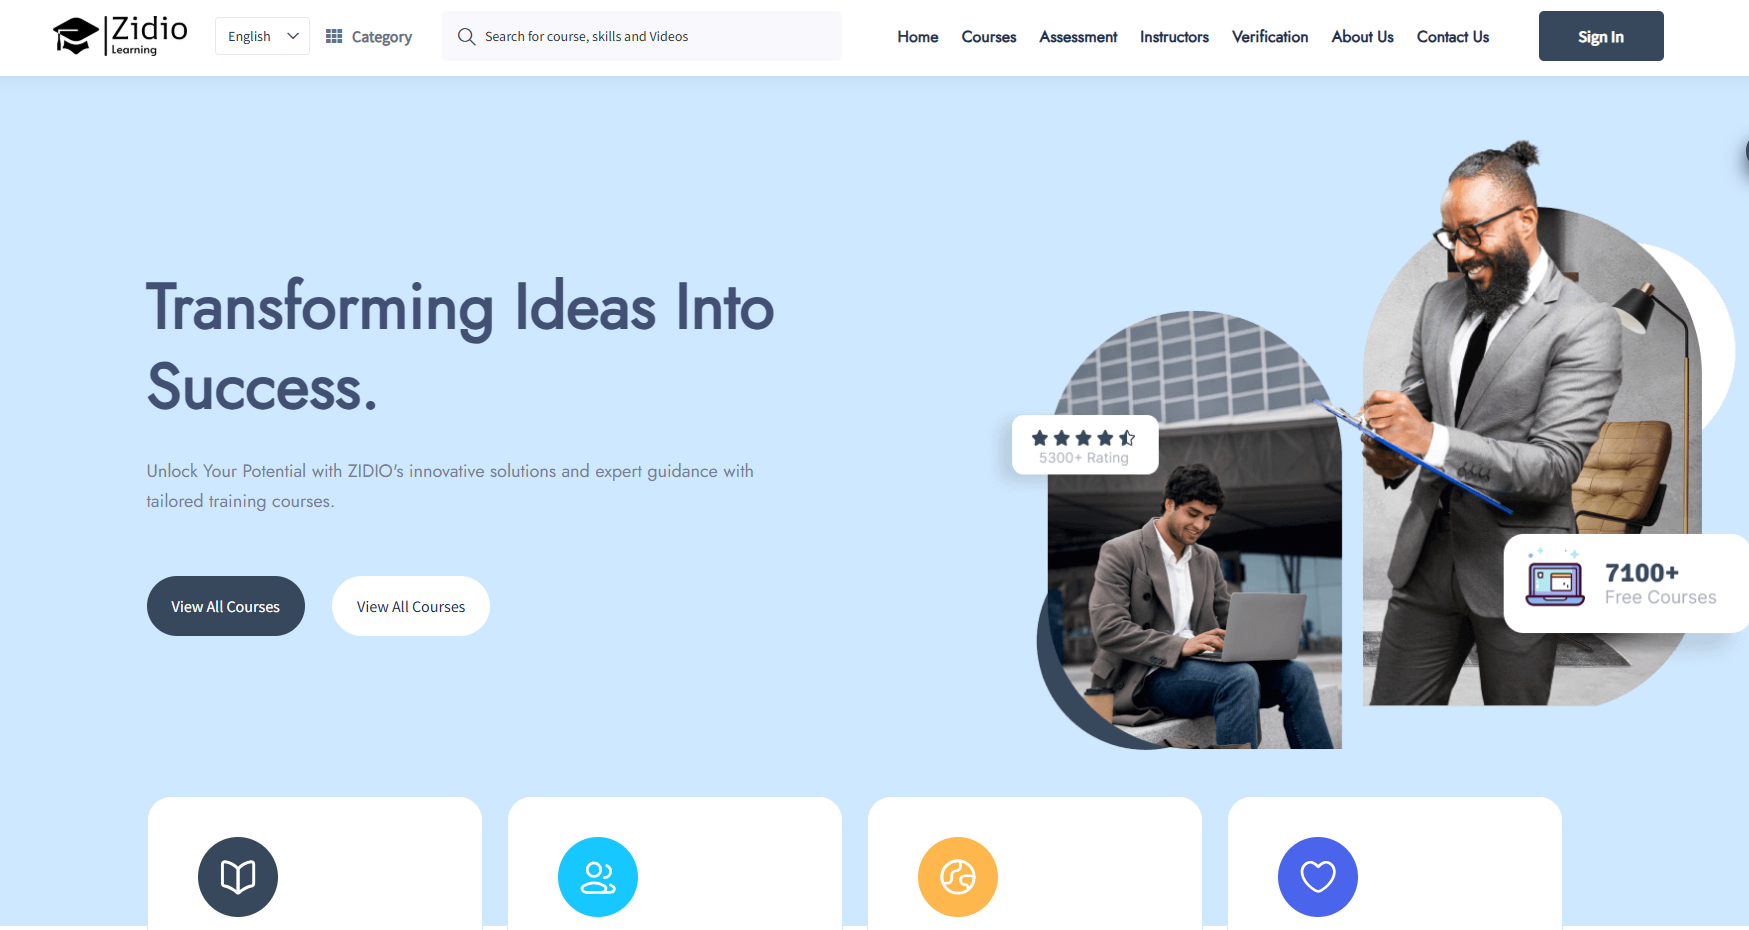 Zidio
Learning
English
Category
Search for course, skills and Videos
Home
Courses
Assessment
Instructors
Verification
About Us
Contact Us
Sign In
Transforming Ideas Into
Success.
Unlock Your Potential with ZIDIO's innovative solutions and expert guidance with
tailored training courses.
View All Courses
View All Courses
5300+ Rating
7100+
Free Courses